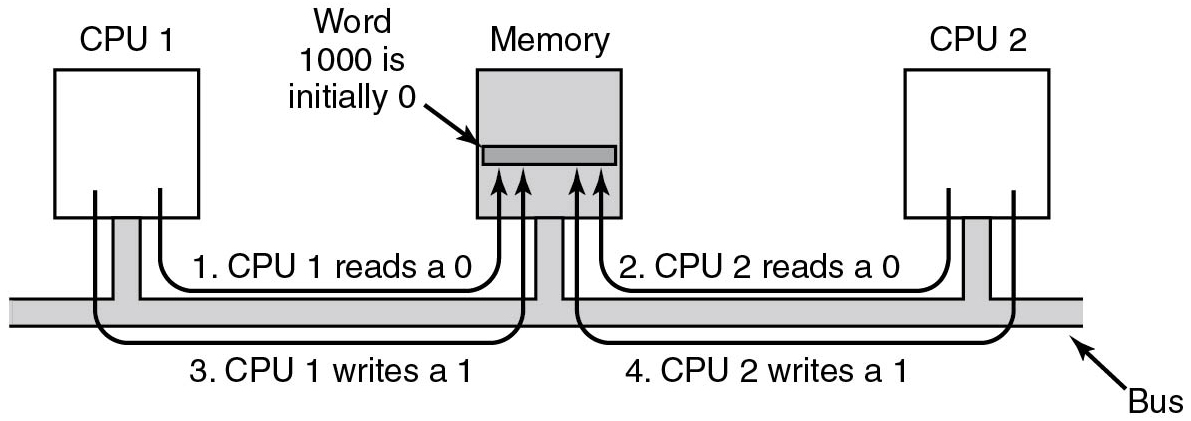 CPU 1
Word
1000 is
initially 0
Memory
CPU 2
1. CPU 1 reads a 0
2. CPU 2 reads a 0
3. CPU 1 writes a 1
4. CPU 2 writes a 1
Bus